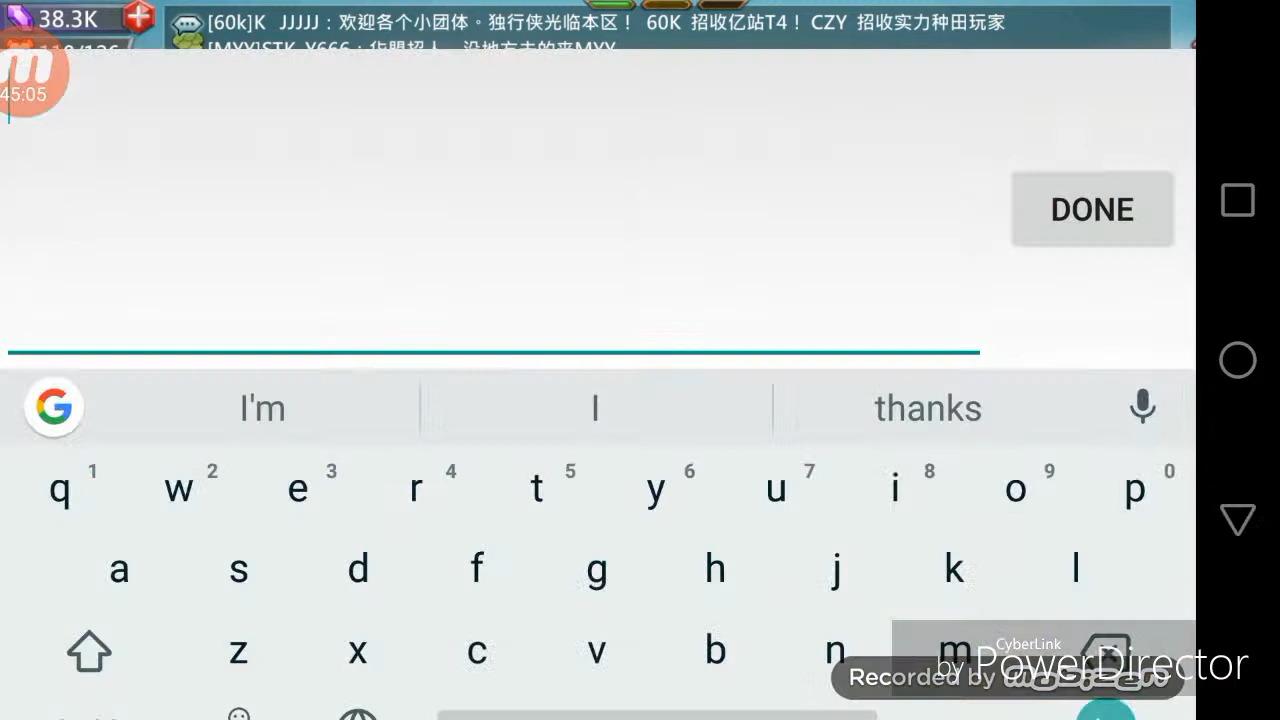 38.3K
[60k]K JJJJJ：欢迎各个小团体。独行侠光临本区！ 60K 招收亿站T4！ CZY 招收实力种田玩家
45:05
DONE
I'm I thanks
q 1 w 2 e 3 r 4 t 5 y 6 u 7 i 8 o 9 p 0
a s d f g h j k l
z x c v b n m
CyberLink
by PowerDirector
Recorded by